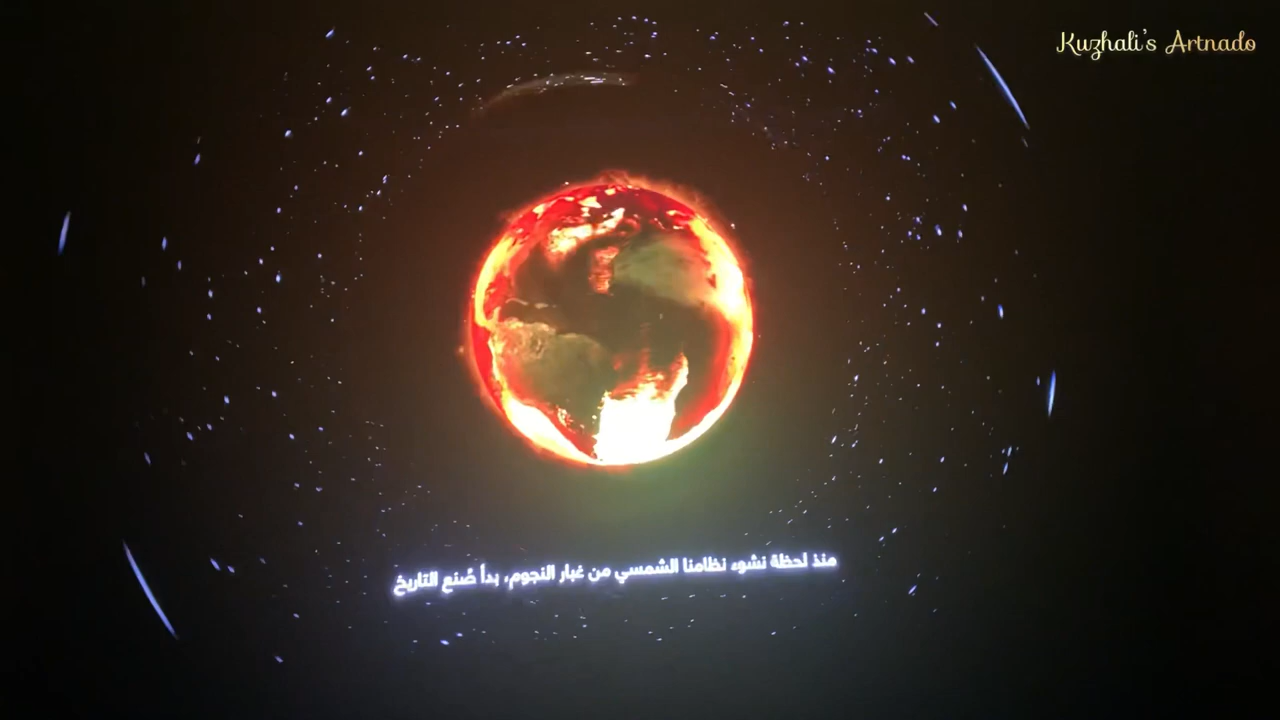 Kuzhali's Artnado
منذ لحظة نشوء نظامنا الشمسي من غبار النجوم، بدأ صُنع التاريخ